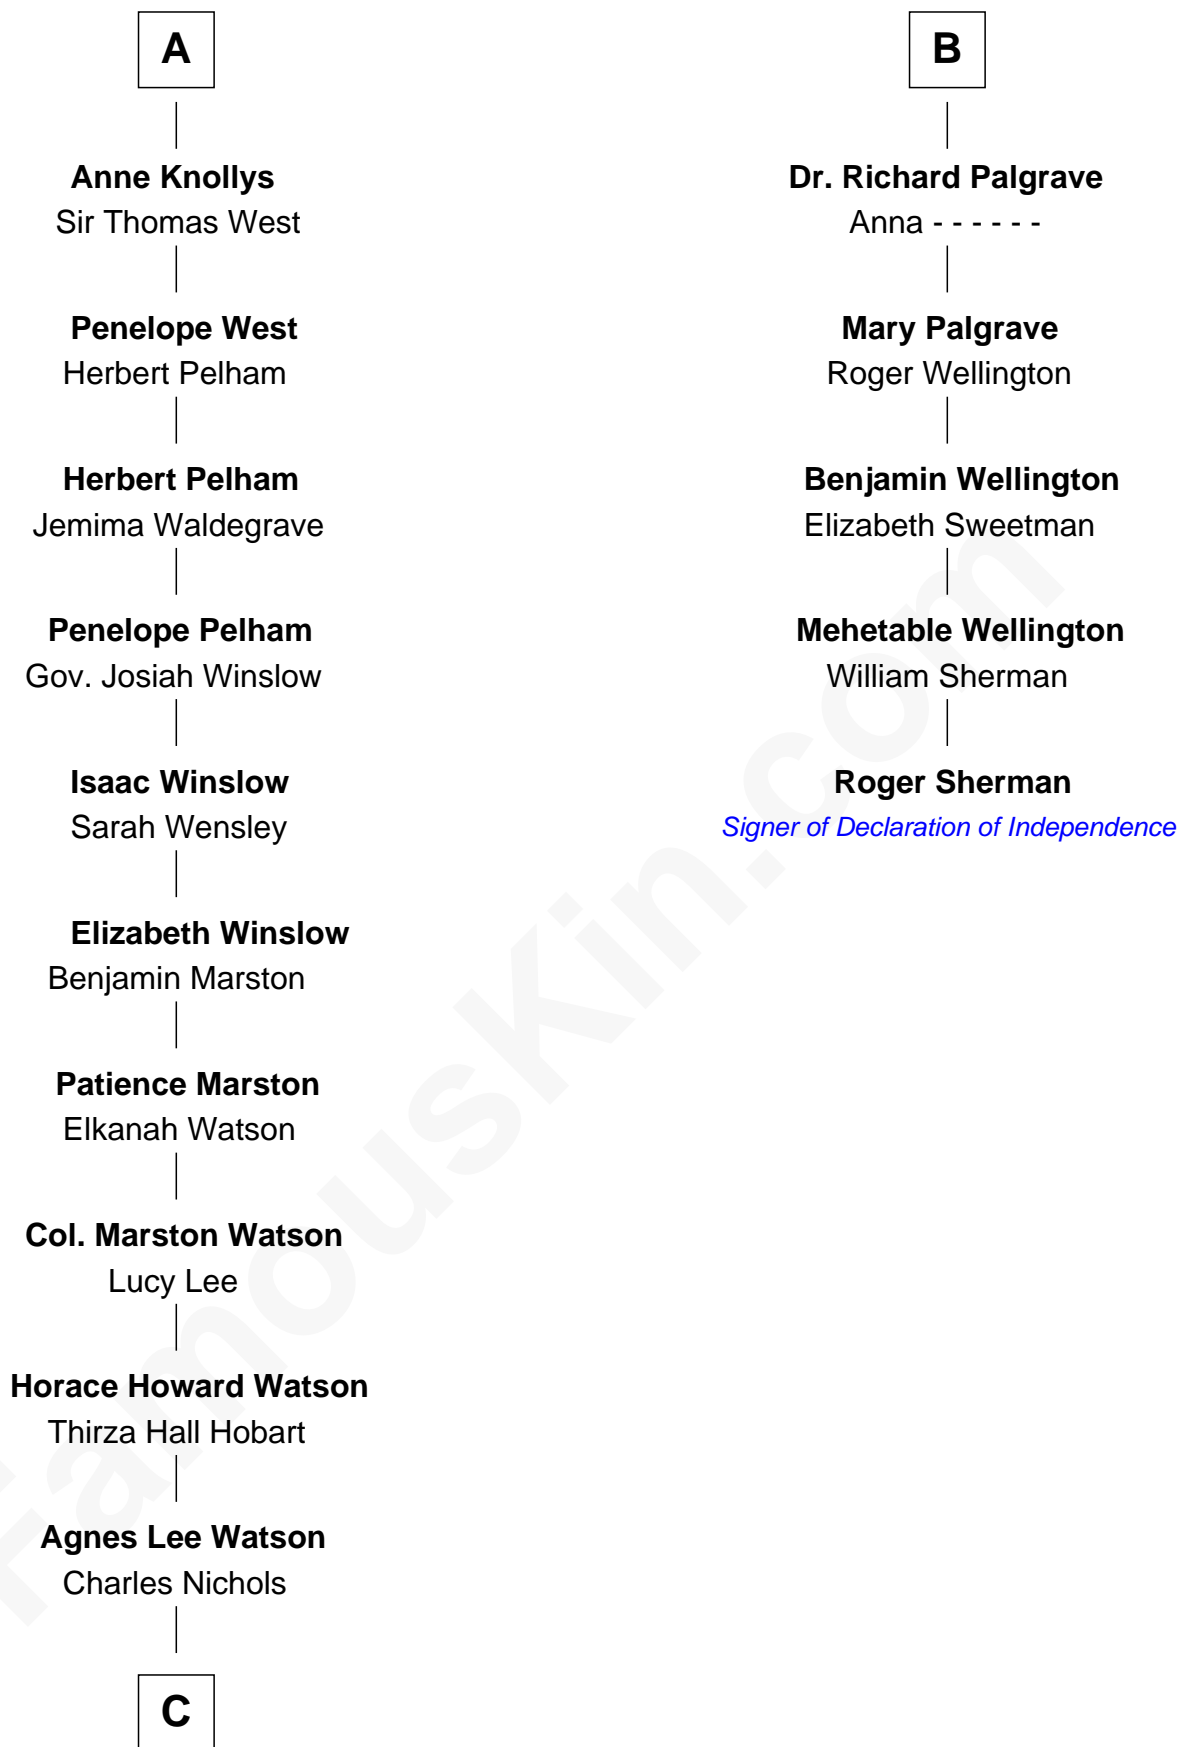 A
Anne Knollys
Sir Thomas West
Penelope West
Herbert Pelham
Herbert Pelham
Jemima Waldegrave
Penelope Pelham
Gov. Josiah Winslow
Isaac Winslow
Sarah Wensley
Elizabeth Winslow
Benjamin Marston
Patience Marston
Elkanah Watson
Col. Marston Watson
Lucy Lee
Horace Howard Watson
Thirza Hall Hobart
Agnes Lee Watson
Charles Nichols
C
B
Dr. Richard Palgrave
Anna - - - - - -
Mary Palgrave
Roger Wellington
Benjamin Wellington
Elizabeth Sweetman
Mehetable Wellington
William Sherman
Roger Sherman
Signer of Declaration of Independence
FamousKin.com